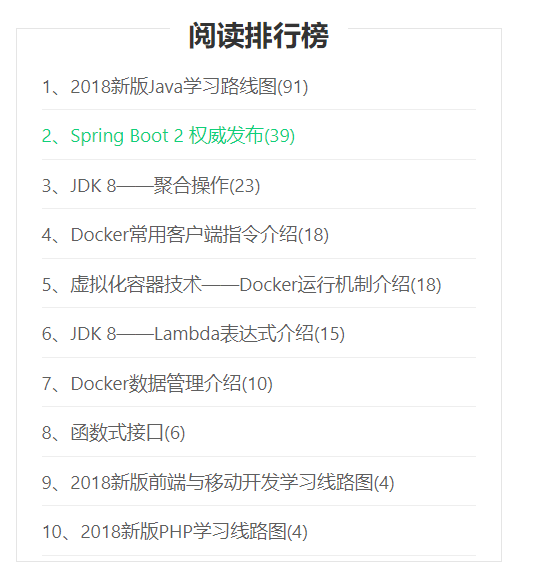 阅读排行榜
1、2018新版Java学习路线图(91)
2、Spring Boot 2 权威发布(39)
3、JDK 8——聚合操作(23)
4、Docker常用客户端指令介绍(18)
5、虚拟化容器技术——Docker运行机制介绍(18)
6、JDK 8——Lambda表达式介绍(15)
7、Docker数据管理介绍(10)
8、函数式接口(6)
9、2018新版前端与移动开发学习线路图(4)
10、2018新版PHP学习线路图(4)